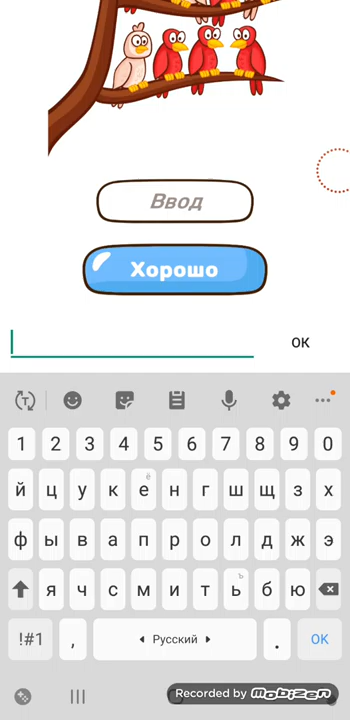 Ввод
Хорошо
ОК
1 2 3 4 5 6 7 8 9 0
й ц у к е ё н г ш щ з х
ф ы в а п р о л д ж э
я ч с м и т ь ъ б ю
!#1 , Русский . ОК
Recorded by mobizen